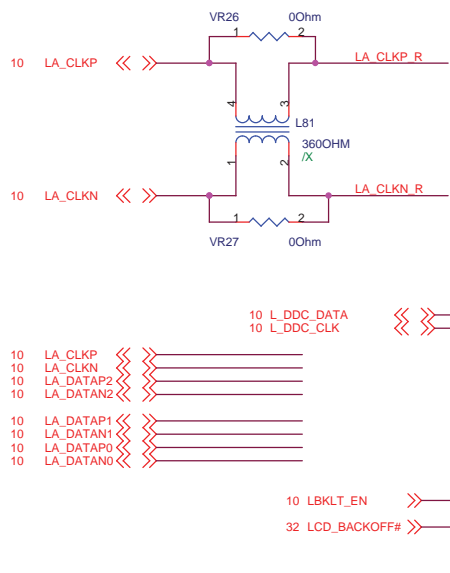 VR26 0Ohm
1 2
10 LA_CLKP LA_CLKP_R
4 3
L81
360OHM
/X
1 2
10 LA_CLKN LA_CLKN_R
1 2
VR27 0Ohm
10 L_DDC_DATA
10 L_DDC_CLK
10 LA_CLKP
10 LA_CLKN
10 LA_DATAP2
10 LA_DATAN2
10 LA_DATAP1
10 LA_DATAN1
10 LA_DATAP0
10 LA_DATAN0
10 LBKLT_EN
32 LCD_BACKOFF#